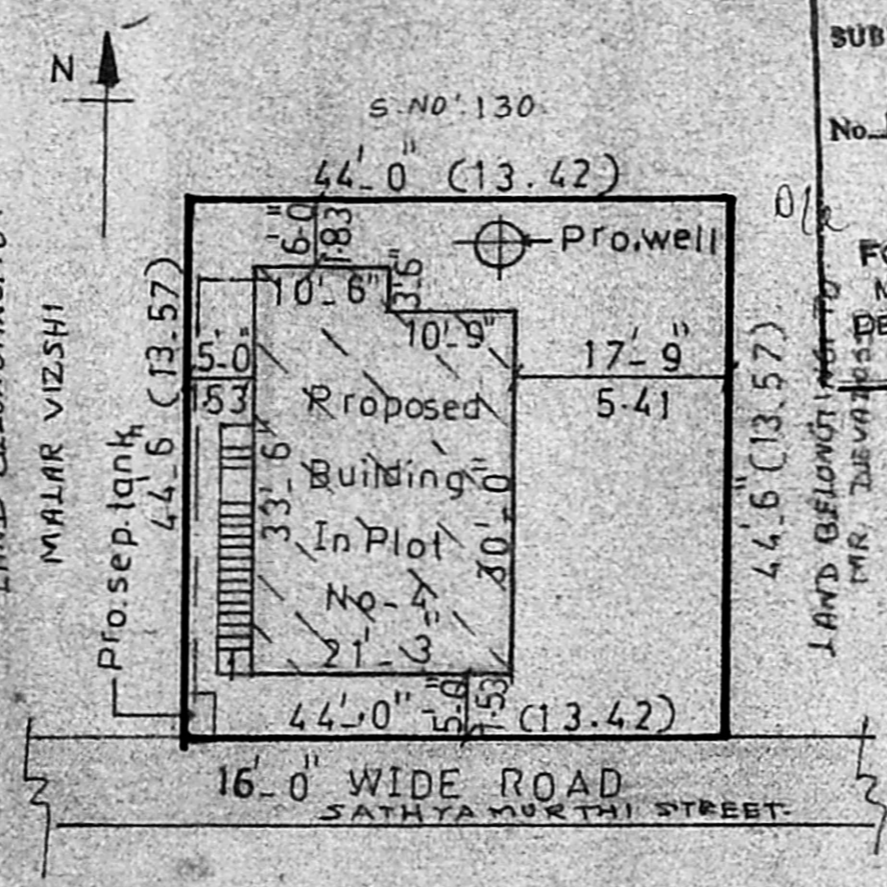 N
SUB
S.NO'.130
No.
44'-0" (13.42)
6'-0"
1.83
Pro.well
10'-6"
3'-6"
10'-9"
17'-9"
5.41
5'-0"
1.53
44'-6 (13.57)
MALAR VIZSHI
Pro.sep.tank
33'-6
Proposed
Building
In Plot
No-4
30'-0"
21'-3"
44'-6" (13.57)
LAND BELONGING TO
MR. DEVADOSS
44'-0" (13.42)
5'-0"
1.53
16'-0" WIDE ROAD
SATHYAMURTHI STREET.